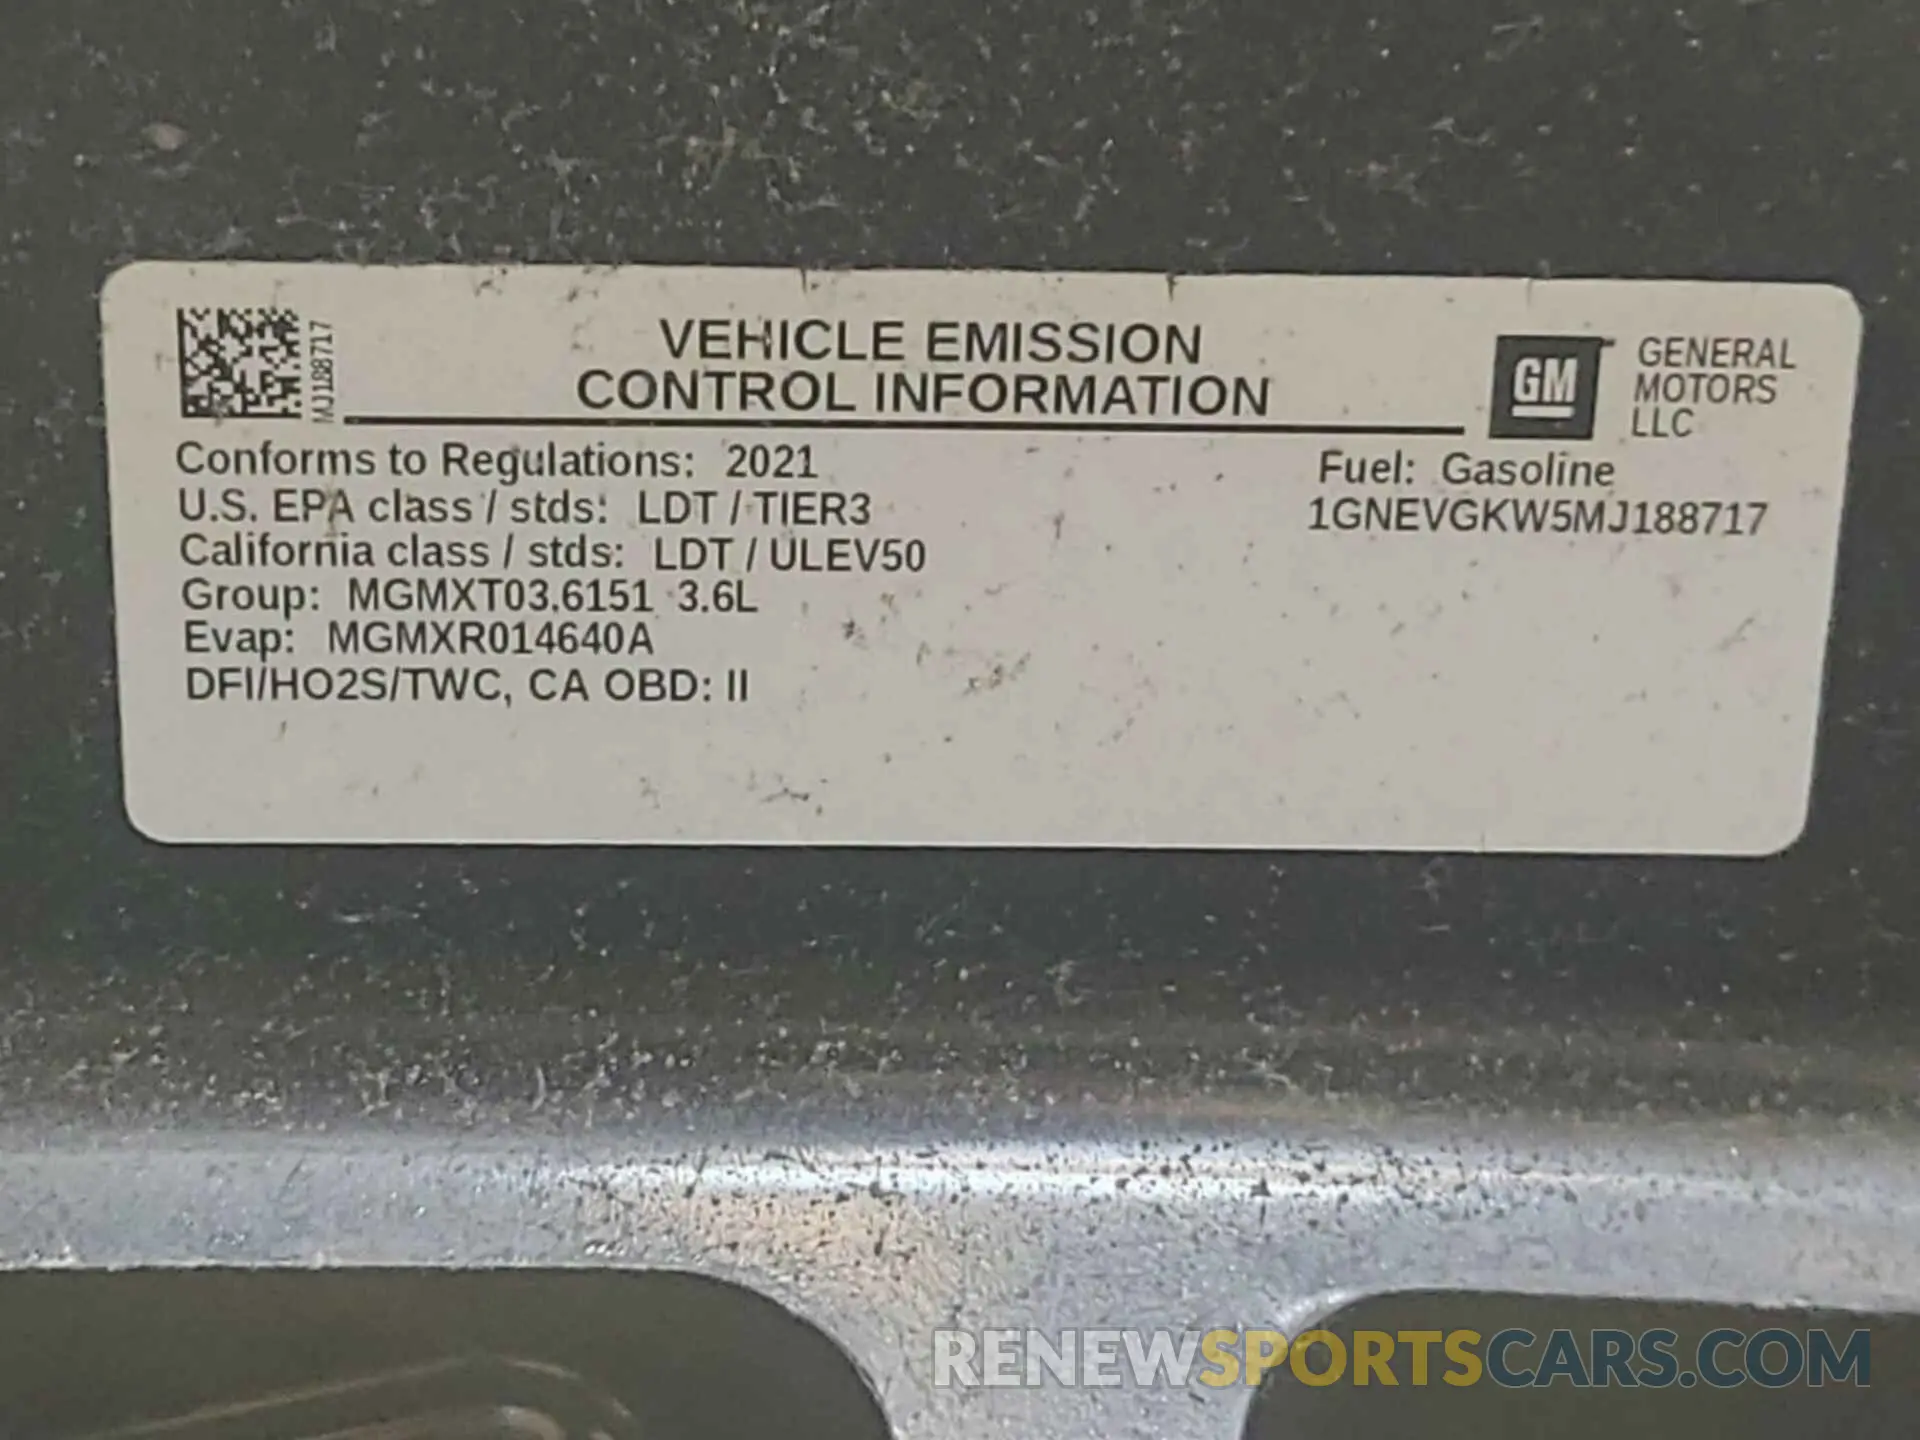 MJ188717
VEHICLE EMISSION
CONTROL INFORMATION
GM
GENERAL
MOTORS
LLC
Conforms to Regulations: 2021
U.S. EPA class / stds: LDT / TIER3
California class / stds: LDT / ULEV50
Group: MGMXT03.6151 3.6L
Evap: MGMXR014640A
DFI/HO2S/TWC, CA OBD: II
Fuel: Gasoline
1GNEVGKW5MJ188717
RENEWSPORTSCARS.COM